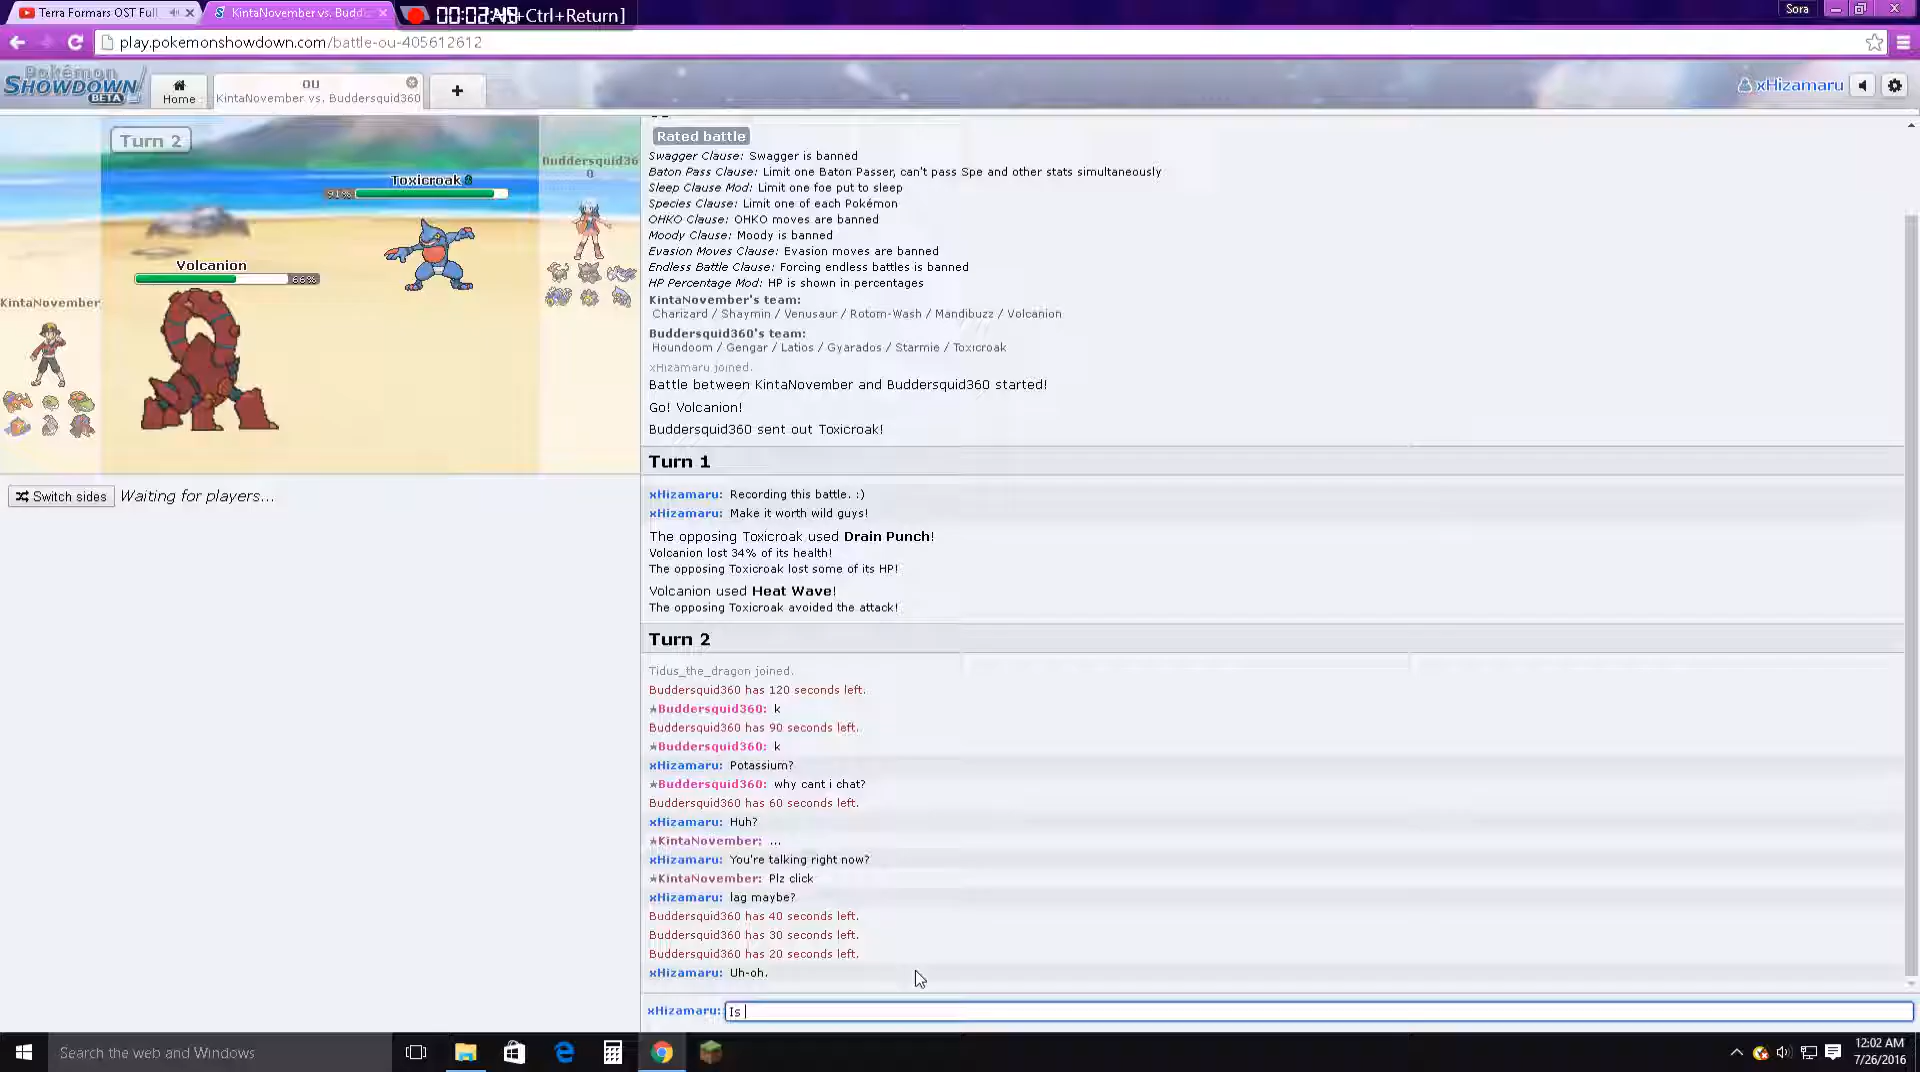 Terra Formars OST Full
KintaNovember vs. Budd
00:02:4
+Ctrl+Return]
Sora
play.pokemonshowdown.com/battle-ou-405612612
Pokémon
SHOWDOWN
BETA
Home
OU
KintaNovember vs. Buddersquid360
+
xHizamaru
Turn 2
Buddersquid36
0
Toxicroak
91%
Volcanion
66%
KintaNovember
Switch sides
Waiting for players...
Rated battle
Swagger Clause: Swagger is banned
Baton Pass Clause: Limit one Baton Passer, can't pass Spe and other stats simultaneously
Sleep Clause Mod: Limit one foe put to sleep
Species Clause: Limit one of each Pokémon
OHKO Clause: OHKO moves are banned
Moody Clause: Moody is banned
Evasion Moves Clause: Evasion moves are banned
Endless Battle Clause: Forcing endless battles is banned
HP Percentage Mod: HP is shown in percentages
KintaNovember's team:
Charizard / Shaymin / Venusaur / Rotom-Wash / Mandibuzz / Volcanion
Buddersquid360's team:
Houndoom / Gengar / Latios / Gyarados / Starmie / Toxicroak
xHizamaru joined.
Battle between KintaNovember and Buddersquid360 started!
Go! Volcanion!
Buddersquid360 sent out Toxicroak!
Turn 1
xHizamaru: Recording this battle. :)
xHizamaru: Make it worth wild guys!
The opposing Toxicroak used Drain Punch!
Volcanion lost 34% of its health!
The opposing Toxicroak lost some of its HP!
Volcanion used Heat Wave!
The opposing Toxicroak avoided the attack!
Turn 2
Tidus_the_dragon joined.
Buddersquid360 has 120 seconds left.
★Buddersquid360: k
Buddersquid360 has 90 seconds left.
★Buddersquid360: k
xHizamaru: Potassium?
★Buddersquid360: why cant i chat?
Buddersquid360 has 60 seconds left.
xHizamaru: Huh?
★KintaNovember: ...
xHizamaru: You're talking right now?
★KintaNovember: Plz click
xHizamaru: lag maybe?
Buddersquid360 has 40 seconds left.
Buddersquid360 has 30 seconds left.
Buddersquid360 has 20 seconds left.
xHizamaru: Uh-oh.
xHizamaru: Is
Search the web and Windows
12:02 AM
7/26/2016